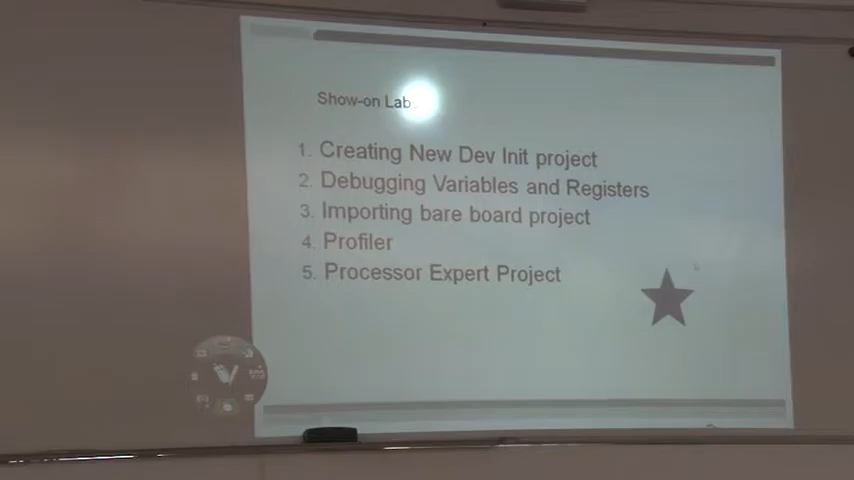 Show-on Lab
1. Creating New Dev Init project
2. Debugging Variables and Registers
3. Importing bare board project
4. Profiler
5. Processor Expert Project